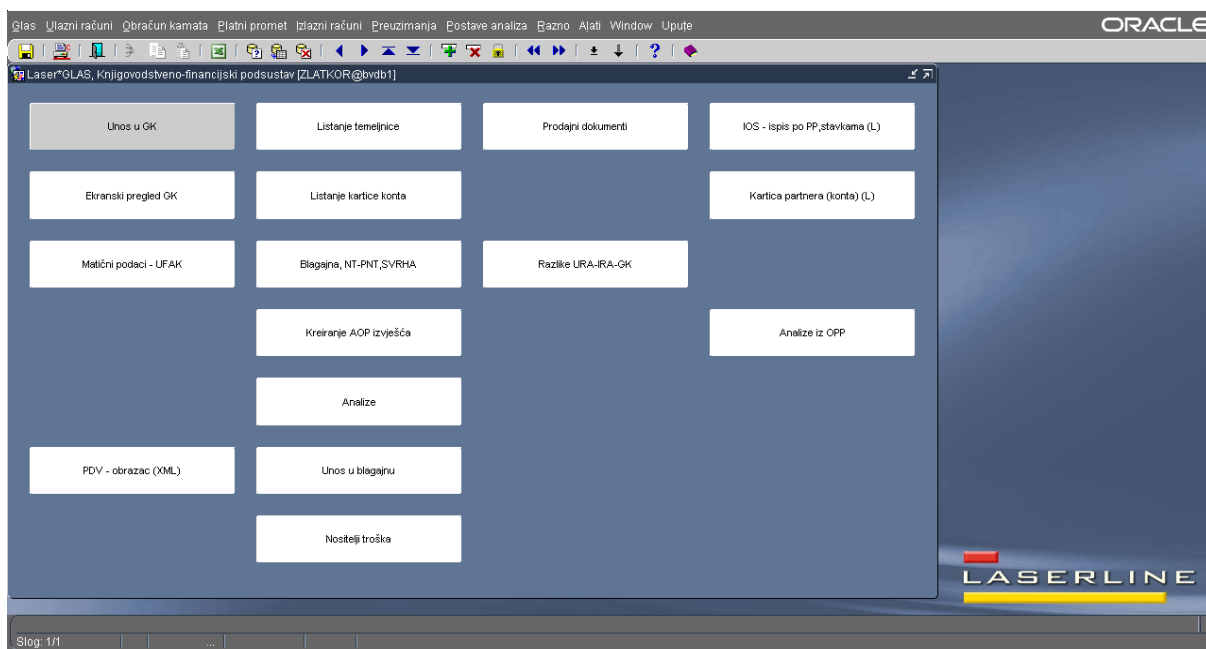 Glas Ulazni računi Obračun kamata Platni promet Izlazni računi Preuzimanja Postave analiza Razno Alati Window Upute
ORACLE
Laser*GLAS, Knjigovodstveno-financijski podsustav [ZLATKOR@bvdb1]
Unos u GK Listanje temeljnice Prodajni dokumenti IOS - ispis po PP,stavkama (L)
Ekranski pregled GK Listanje kartice konta Kartica partnera (konta) (L)
Matični podaci - UFAK Blagajna, NT-PNT,SVRHA Razlike URA-IRA-GK
Kreiranje AOP izvješća Analize iz OPP
Analize
PDV - obrazac (XML) Unos u blagajnu
Nositelji troška
LASERLINE
Slog: 1/1 ...